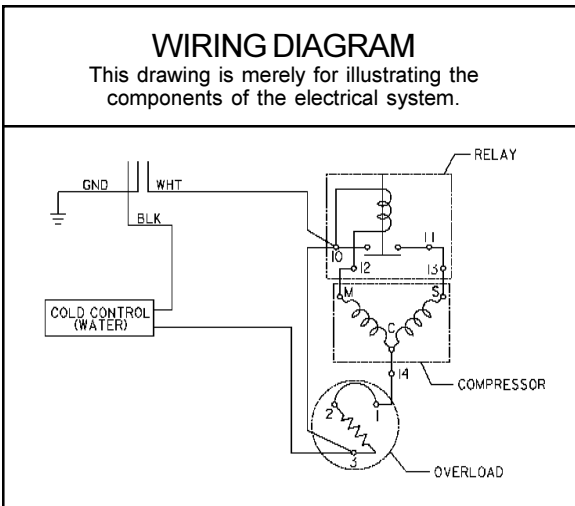 WIRING DIAGRAM
This drawing is merely for illustrating the
components of the electrical system.
RELAY
GND
WHT
BLK
10
11
12
13
M
S
C
COLD CONTROL
(WATER)
14
COMPRESSOR
2
1
3
OVERLOAD